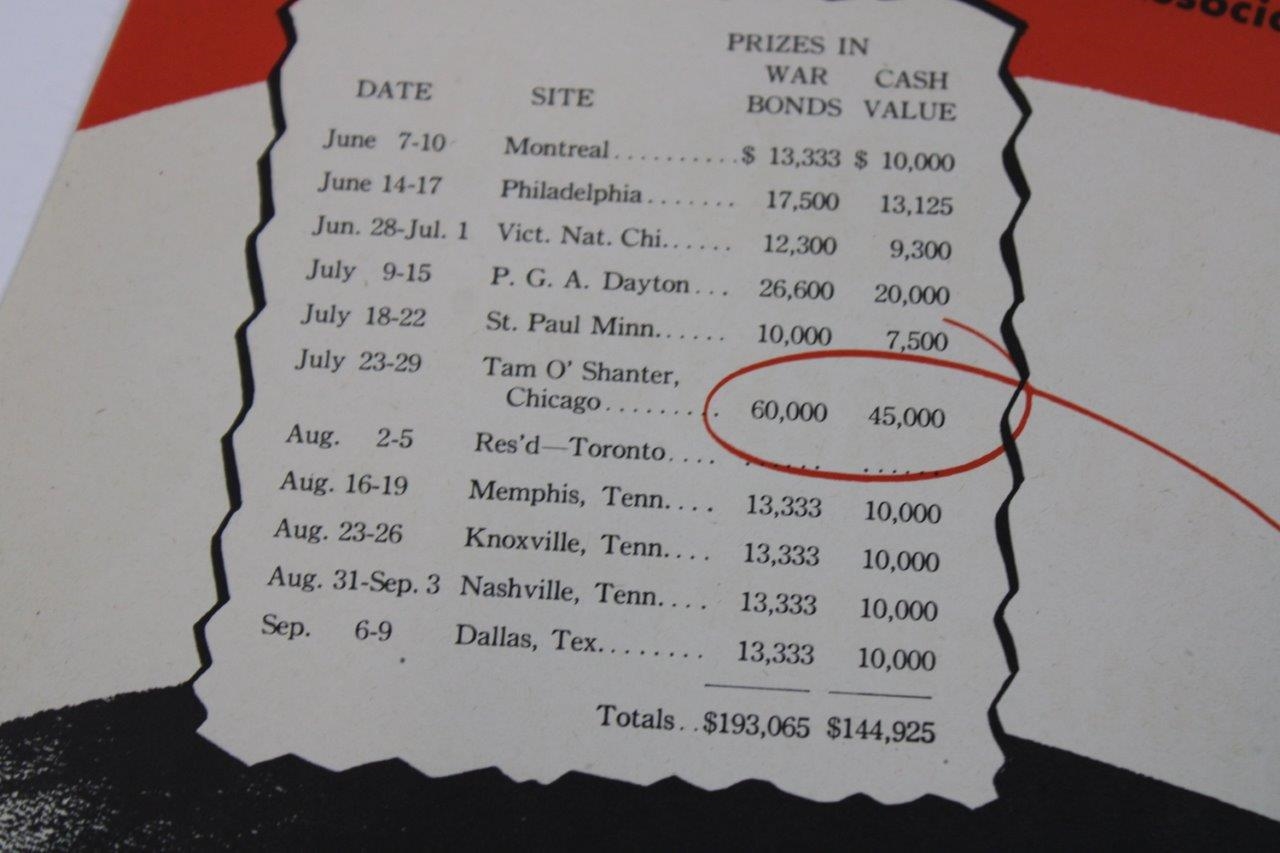 PRIZES IN
WAR CASH
DATE SITE BONDS VALUE
June 7-10 Montreal..........$ 13,333 $ 10,000
June 14-17 Philadelphia....... 17,500 13,125
Jun. 28-Jul. 1 Vict. Nat. Chi...... 12,300 9,300
July 9-15 P. G. A. Dayton... 26,600 20,000
July 18-22 St. Paul Minn...... 10,000 7,500
July 23-29 Tam O' Shanter,
Chicago......... 60,000 45,000
Aug. 2-5 Res'd—Toronto.... ...... ......
Aug. 16-19 Memphis, Tenn.... 13,333 10,000
Aug. 23-26 Knoxville, Tenn.... 13,333 10,000
Aug. 31-Sep. 3 Nashville, Tenn.... 13,333 10,000
Sep. 6-9 Dallas, Tex........ 13,333 10,000
Totals..$193,065 $144,925